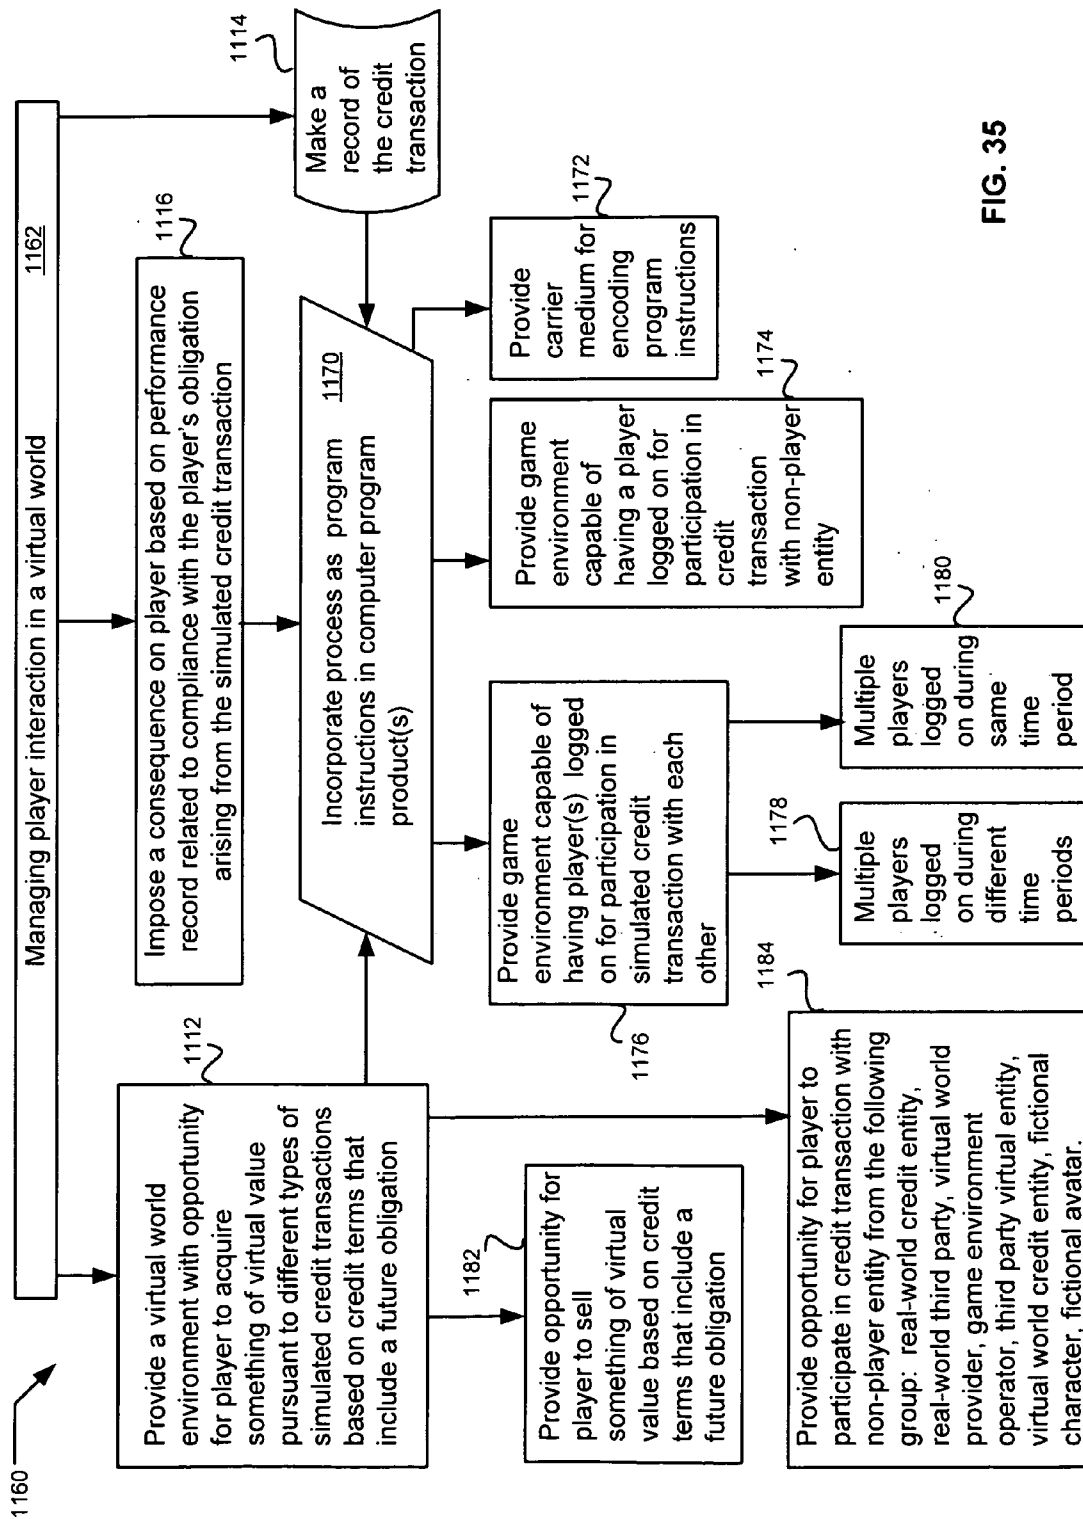 1160
Managing player interaction in a virtual world
1162
Provide a virtual world
environment with opportunity
for player to acquire
something of virtual value
pursuant to different types of
simulated credit transactions
based on credit terms that
include a future obligation
1112
Impose a consequence on player based on performance
record related to compliance with the player's obligation
arising from the simulated credit transaction
1116
Make a
record of
the credit
transaction
1114
1170
Incorporate process as program
instructions in computer program
product(s)
Provide opportunity for
player to sell
something of virtual
value based on credit
terms that include a
future obligation
1182
Provide game
environment capable of
having player(s) logged
on for participation in
simulated credit
transaction with each
other
1176
Provide game
environment
capable of
having a player
logged on for
participation in
credit
transaction
with non-player
entity
1174
Provide
carrier
medium for
encoding
program
instructions
1172
Provide opportunity for player to
participate in credit transaction with
non-player entity from the following
group: real-world credit entity,
real-world third party, virtual world
provider, game environment
operator, third party virtual entity,
virtual world credit entity, fictional
character, fictional avatar.
1184
Multiple
players
logged
on during
different
time
periods
1178
Multiple
players
logged
on during
same
time
period
1180
FIG. 35